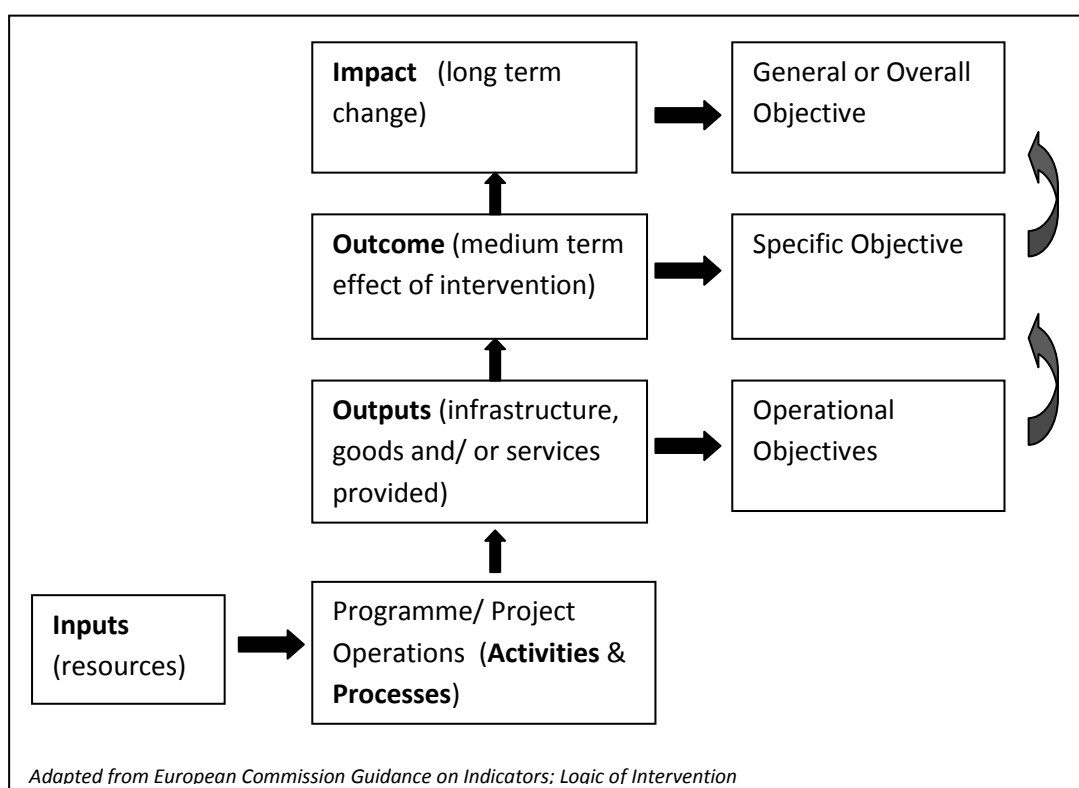 Impact (long term
change)
General or Overall
Objective
Outcome (medium term
effect of intervention)
Specific Objective
Outputs (infrastructure,
goods and/ or services
provided)
Operational
Objectives
Inputs
(resources)
Programme/ Project
Operations (Activities &
Processes)
Adapted from European Commission Guidance on Indicators; Logic of Intervention